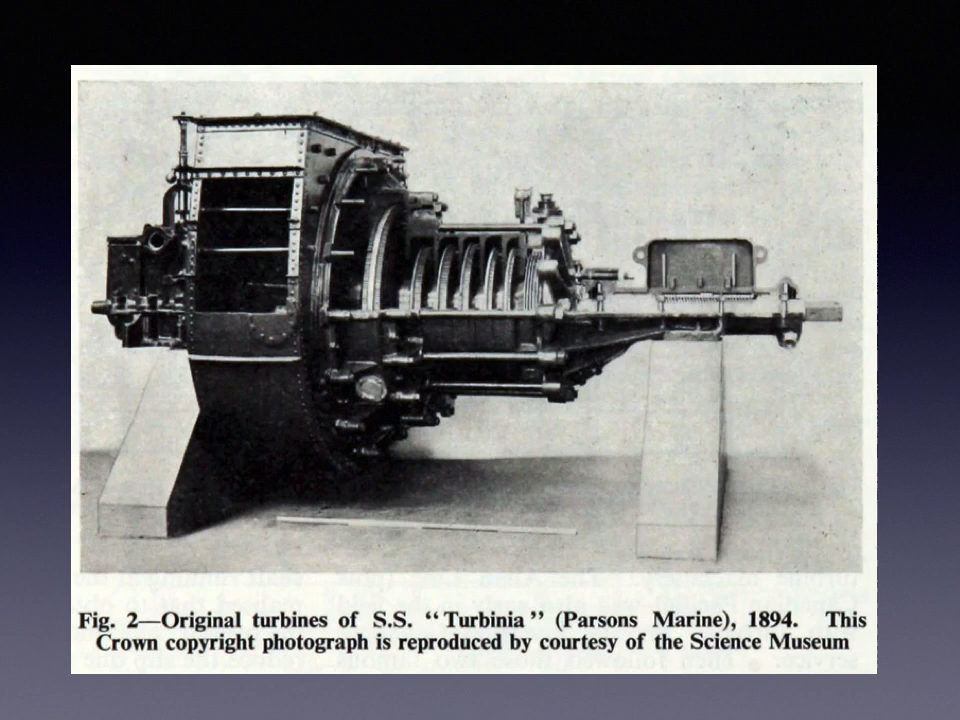 Fig. 2—Original turbines of S.S. “Turbinia” (Parsons Marine), 1894. This
Crown copyright photograph is reproduced by courtesy of the Science Museum